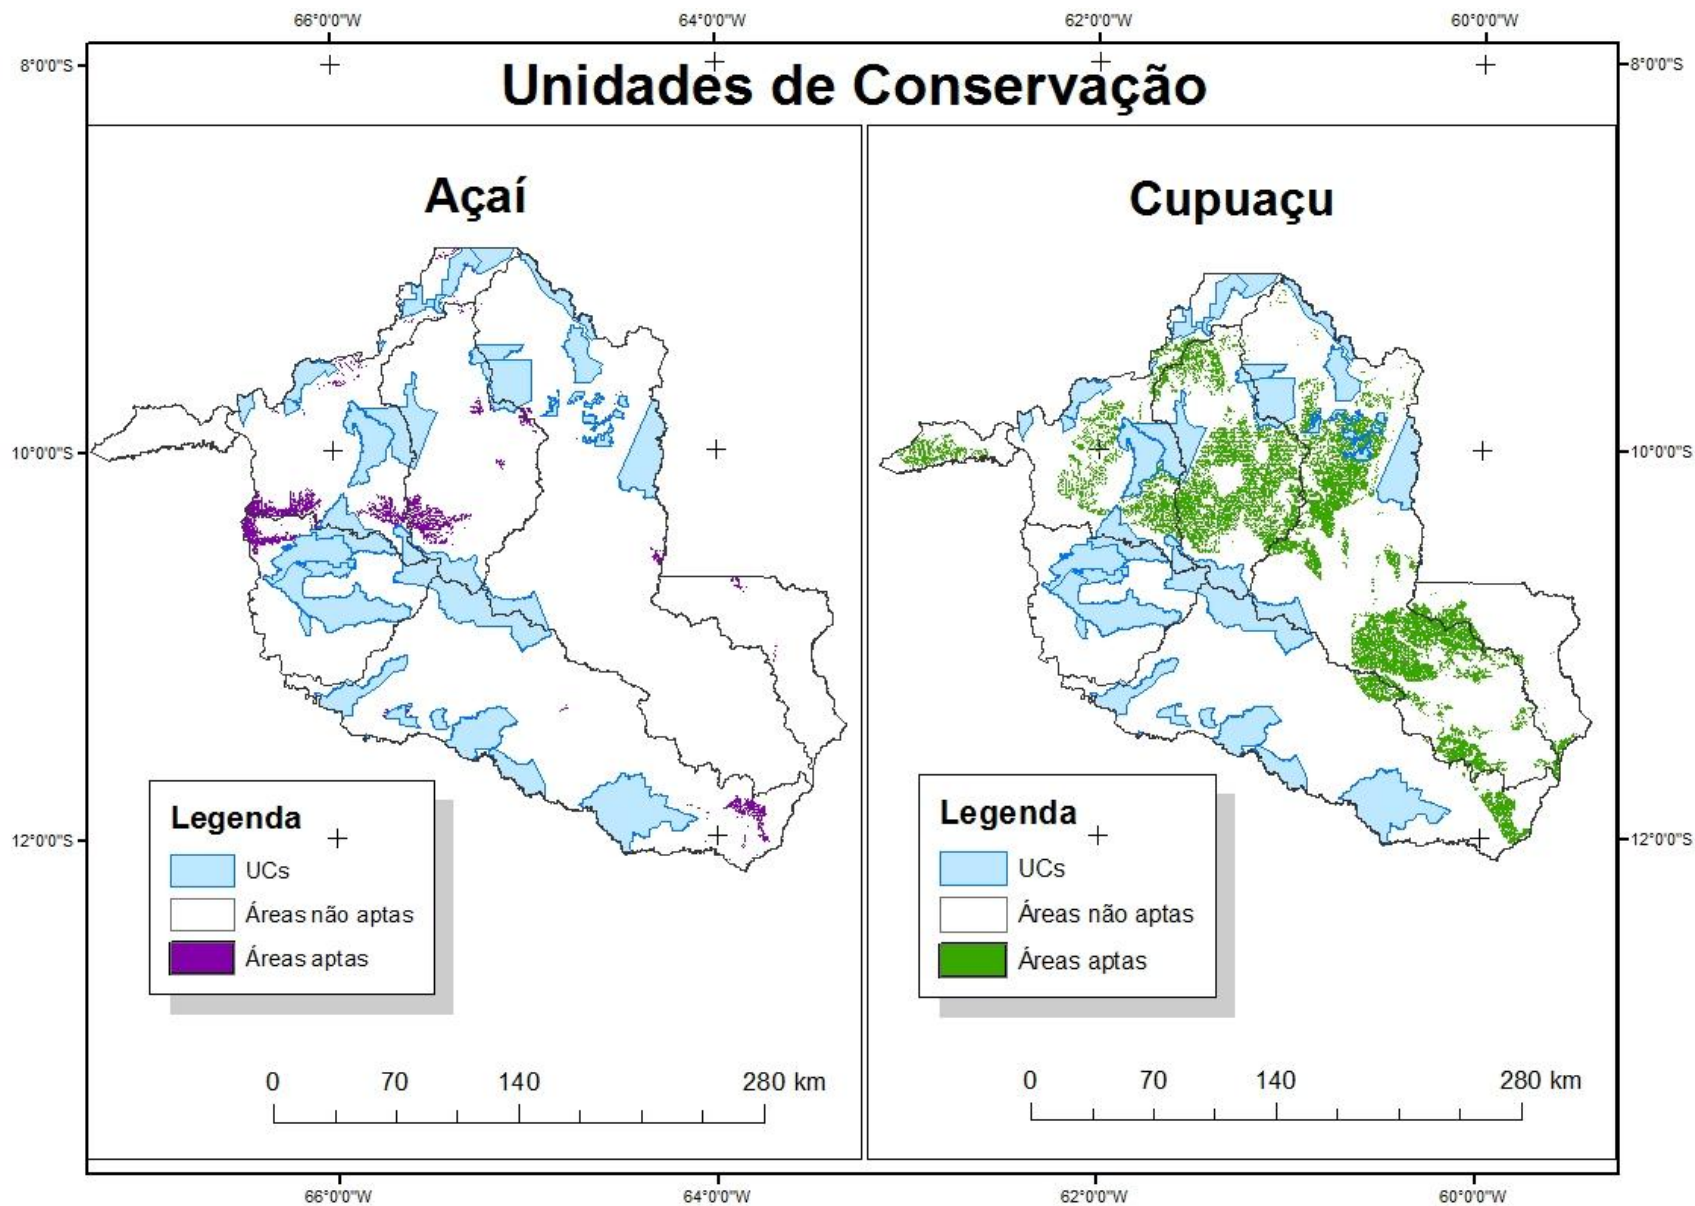 66°0'0"W 64°0'0"W 62°0'0"W 60°0'0"W
8°0'0"S 8°0'0"S
Unidades de Conservação
Açaí Cupuaçu
10°0'0"S 10°0'0"S
Legenda
UCs
Áreas não aptas
Áreas aptas
Legenda
UCs
Áreas não aptas
Áreas aptas
12°0'0"S 12°0'0"S
0 70 140 280 km
0 70 140 280 km
66°0'0"W 64°0'0"W 62°0'0"W 60°0'0"W